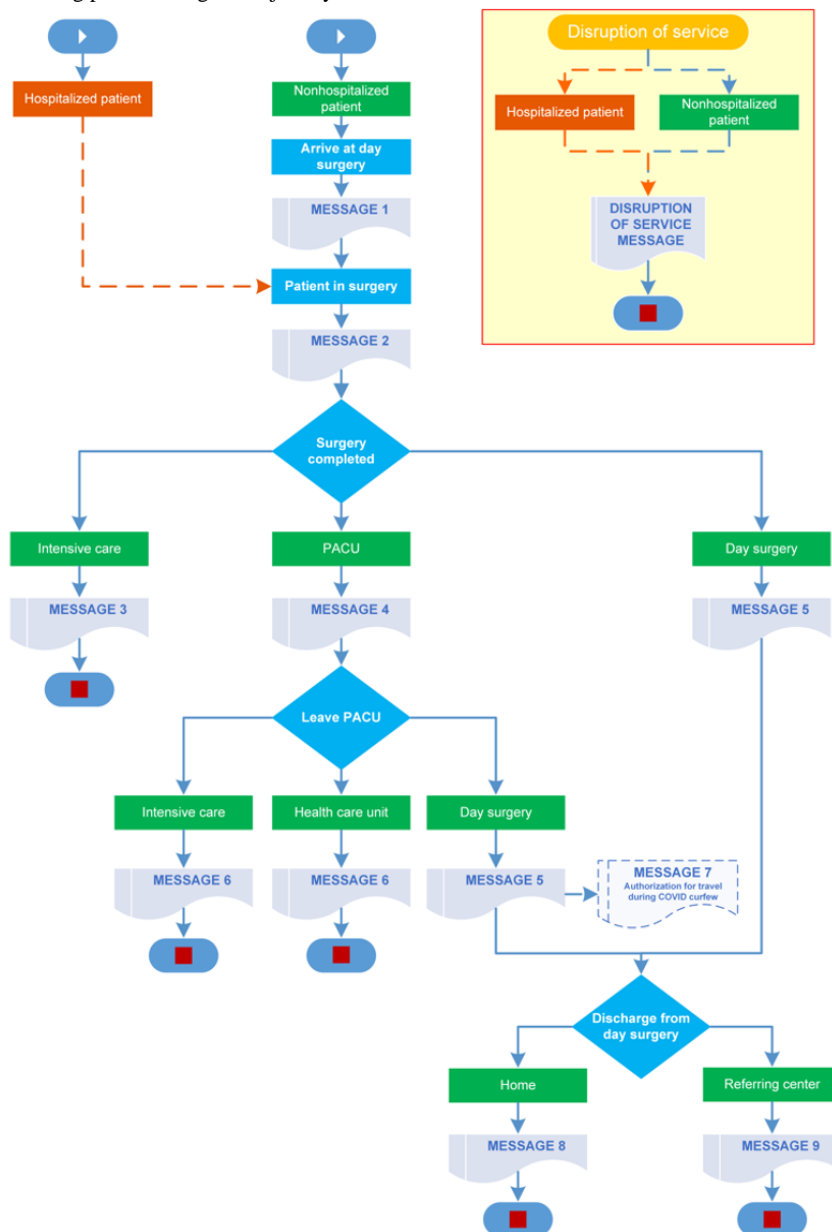 Disruption of service
Hospitalized patient
Nonhospitalized
patient
Hospitalized patient
Nonhospitalized
patient
Arrive at day
surgery
MESSAGE 1
DISRUPTION
OF SERVICE
MESSAGE
Patient in surgery
MESSAGE 2
Surgery
completed
Intensive care
PACU
Day surgery
MESSAGE 3
MESSAGE 4
MESSAGE 5
Leave PACU
Intensive care
Health care unit
Day surgery
MESSAGE 6
MESSAGE 6
MESSAGE 5
MESSAGE 7
Authorization for travel
during COVID curfew
Discharge from
day surgery
Home
Referring center
MESSAGE 8
MESSAGE 9